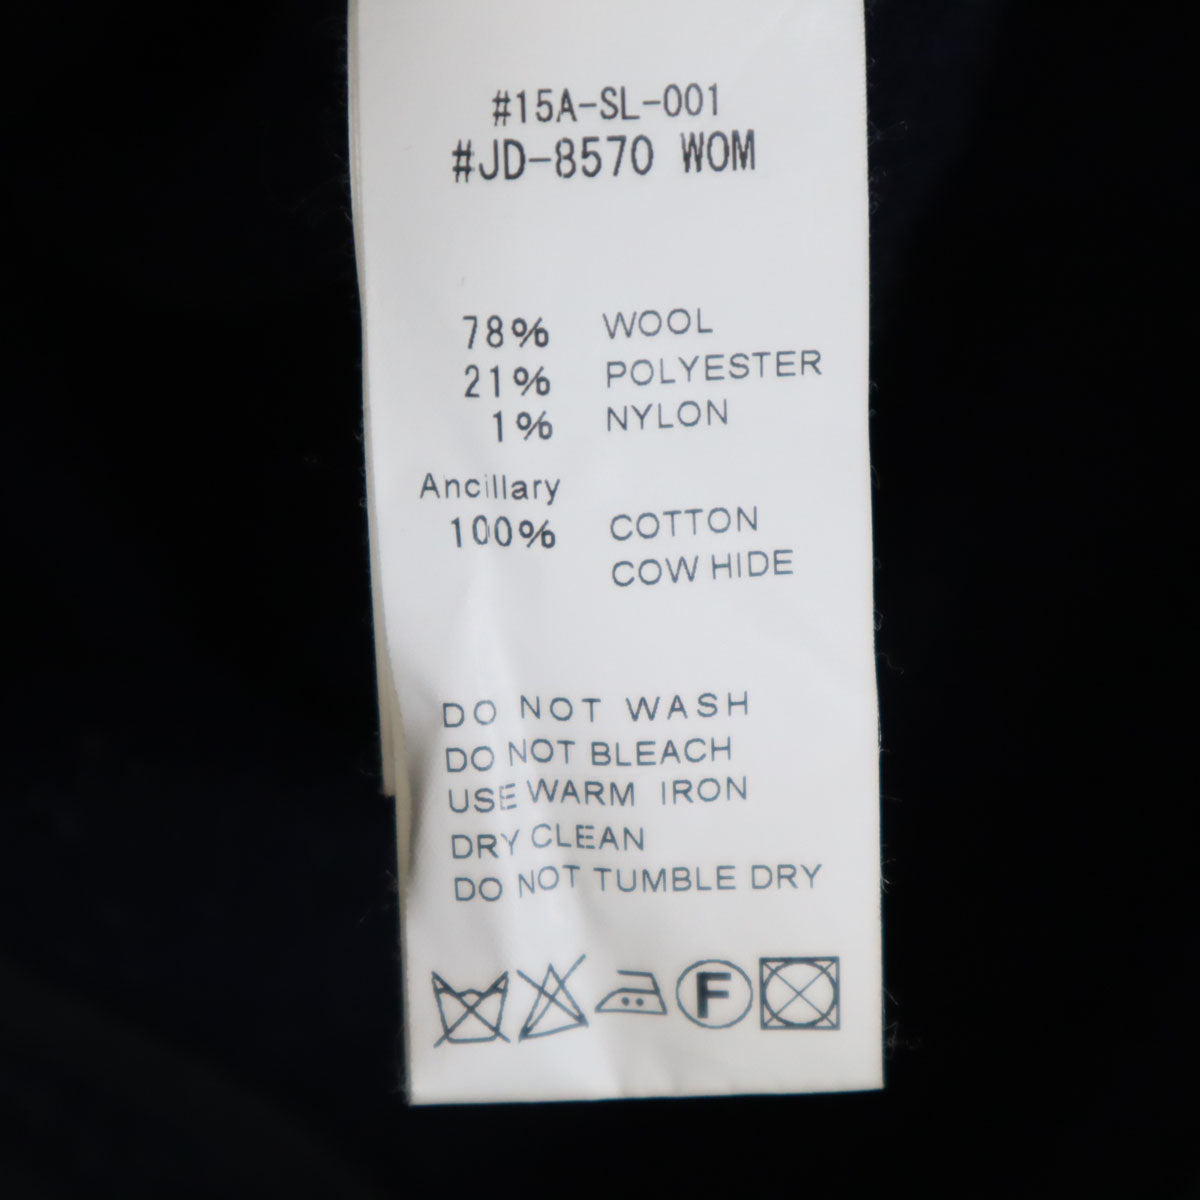 #15A-SL-001
#JD-8570 WOM
78% WOOL
21% POLYESTER
1% NYLON
Ancillary
100% COTTON
COW HIDE
DO NOT WASH
DO NOT BLEACH
USE WARM IRON
DRY CLEAN
DO NOT TUMBLE DRY
F